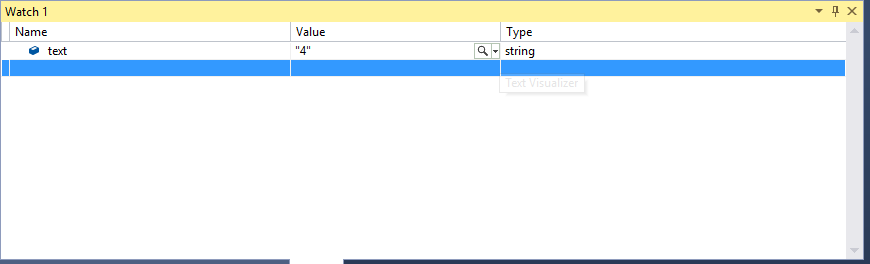 Watch 1
Name Value Type
text "4" string
Text Visualizer